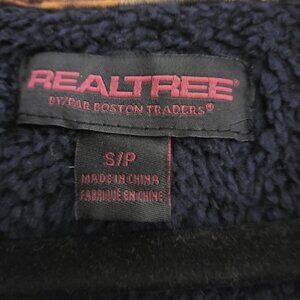 REALTREE®
BY/PAR BOSTON TRADERS®
S/P
MADE IN CHINA
FABRIQUÉ EN CHINE